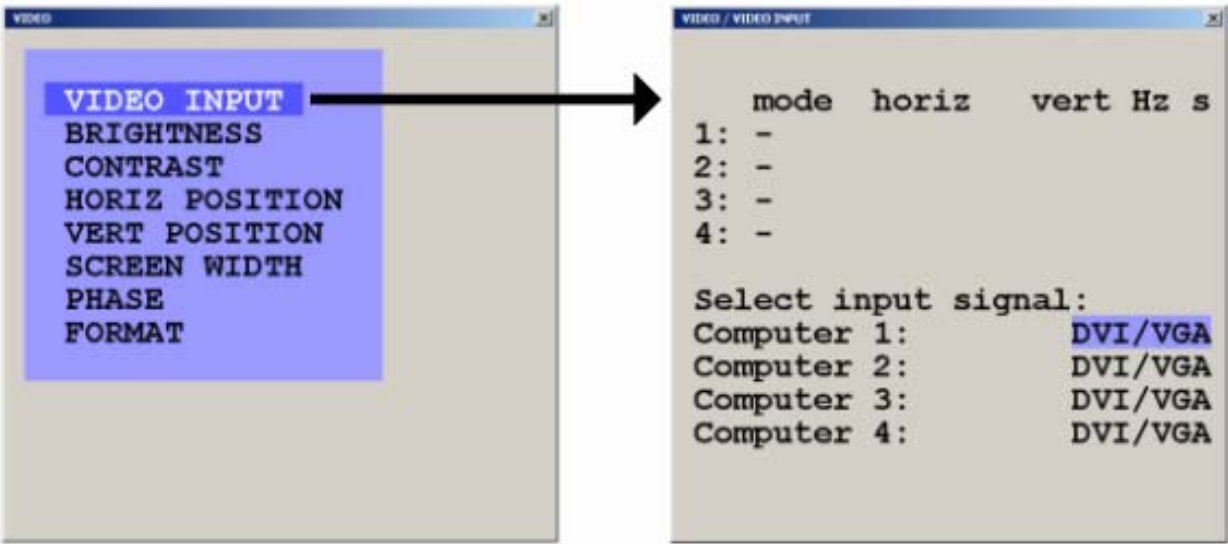 VIDEO
VIDEO INPUT
BRIGHTNESS
CONTRAST
HORIZ POSITION
VERT POSITION
SCREEN WIDTH
PHASE
FORMAT
VIDEO / VIDEO INPUT
mode horiz vert Hz s
1: -
2: -
3: -
4: -
Select input signal:
Computer 1: DVI/VGA
Computer 2: DVI/VGA
Computer 3: DVI/VGA
Computer 4: DVI/VGA